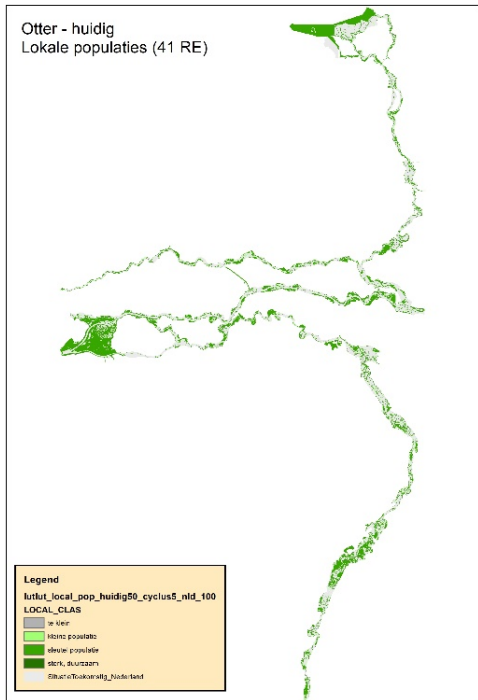 Otter - huidig
Lokale populaties (41 RE)
Legend
lutlut_local_pop_huidig50_cyclus5_nld_100
LOCAL_CLAS
te klein
kleine populatie
sleutel populatie
sterk, duurzaam
SituatieToekomstig_Nederland